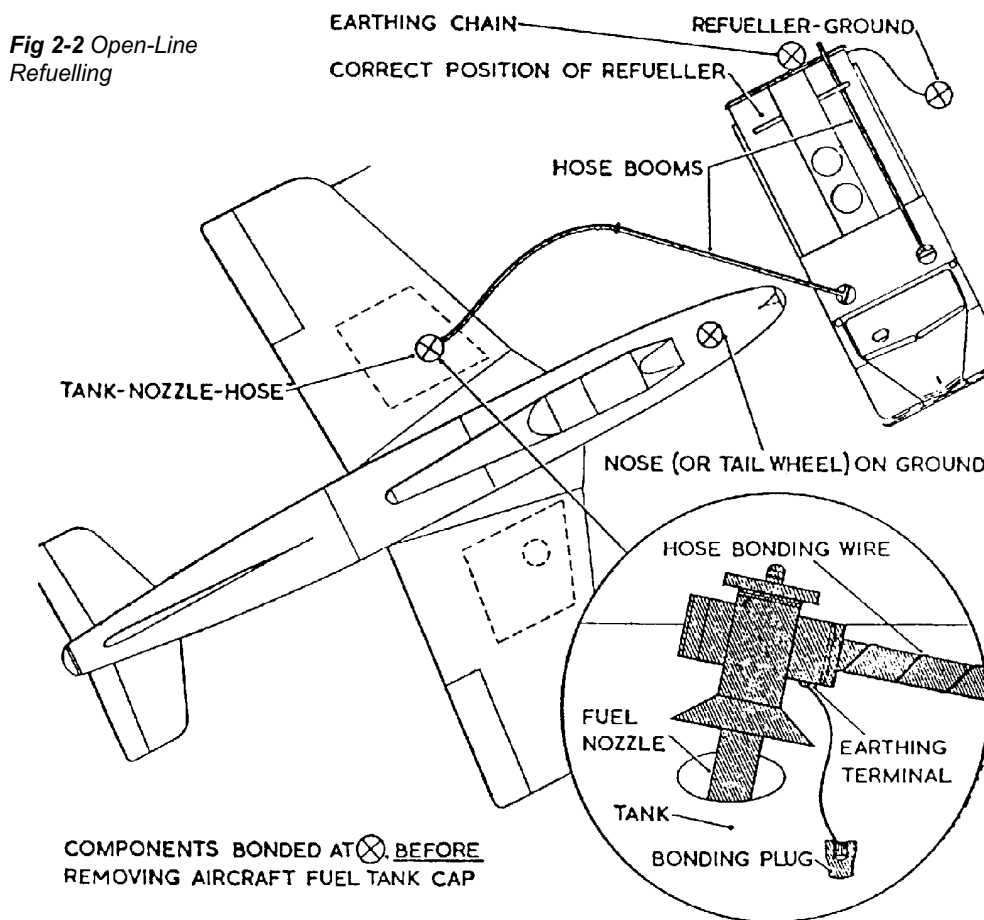 Fig 2-2 Open-Line
Refuelling
EARTHING CHAIN
REFUELLER-GROUND
CORRECT POSITION OF REFUELLER
HOSE BOOMS
TANK-NOZZLE-HOSE
NOSE (OR TAIL WHEEL) ON GROUND
HOSE BONDING WIRE
FUEL
NOZZLE
EARTHING
TERMINAL
TANK
BONDING PLUG
COMPONENTS BONDED AT ⊗, BEFORE
REMOVING AIRCRAFT FUEL TANK CAP